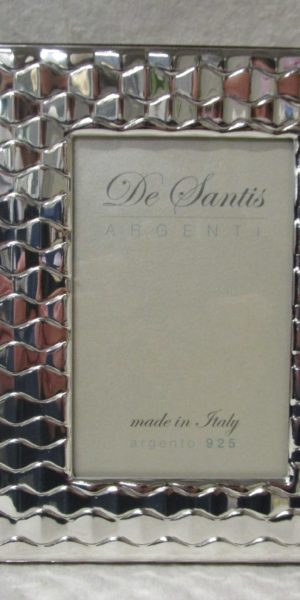 De Santis
ARGENTI
made in Italy
argento 925